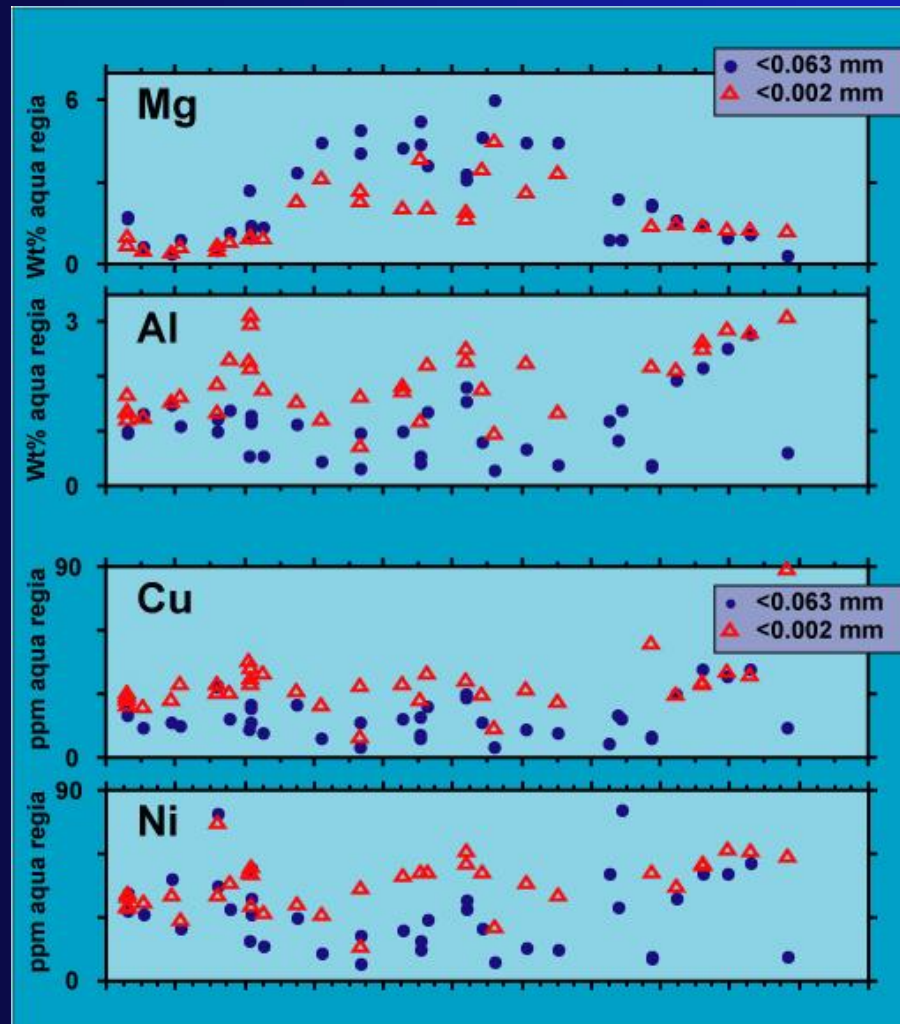 <0.063 mm
<0.002 mm
Mg
6
0
Wt% aqua regia
Al
3
0
Wt% aqua regia
Cu
90
0
ppm aqua regia
<0.063 mm
<0.002 mm
Ni
90
0
ppm aqua regia